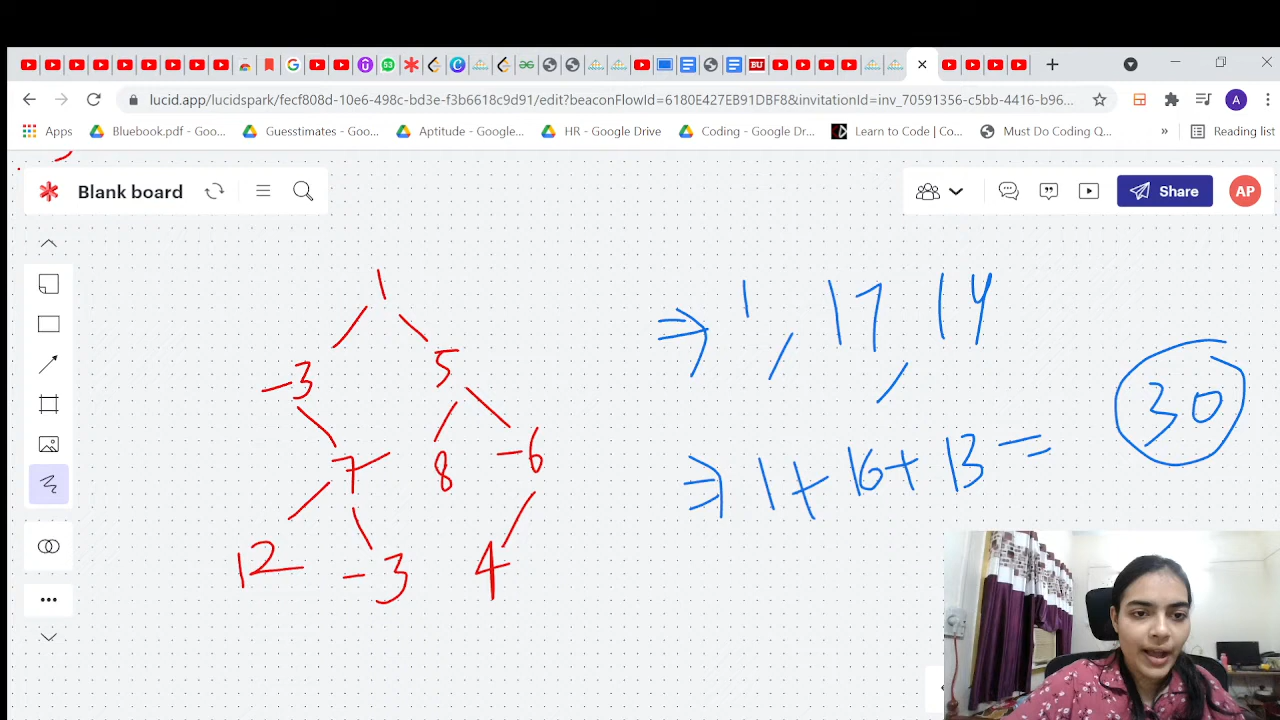 lucid.app/lucidspark/fecf808d-10e6-498c-bd3e-f3b6618c9d91/edit?beaconFlowId=6180E427EB91DBF8&invitationId=inv_70591356-c5bb-4416-b96...
A
Apps Bluebook.pdf - Goo... Guesstimates - Goo... Aptitude - Google... HR - Google Drive Coding - Google D... Learn to Code | Co... Must Do Coding Q... » Reading list
Blank board
Share AP
1
-3 5
7 8 -6
12 -3 4
⇒ 1, 17, 14
⇒ 1 + 16 + 13 = 30